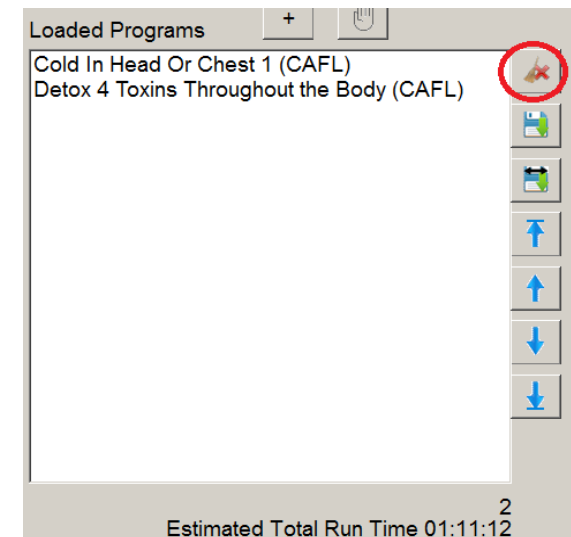 Loaded Programs
+
Cold In Head Or Chest 1 (CAFL)
Detox 4 Toxins Throughout the Body (CAFL)
2
Estimated Total Run Time 01:11:12